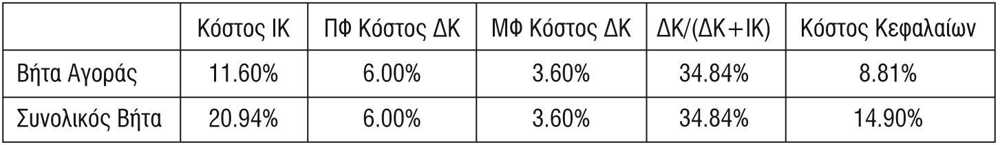 Κόστος ΙΚ ΠΦ Κόστος ΔΚ ΜΦ Κόστος ΔΚ ΔΚ/(ΔΚ+ΙΚ) Κόστος Κεφαλαίων
Βήτα Αγοράς 11.60% 6.00% 3.60% 34.84% 8.81%
Συνολικός Βήτα 20.94% 6.00% 3.60% 34.84% 14.90%